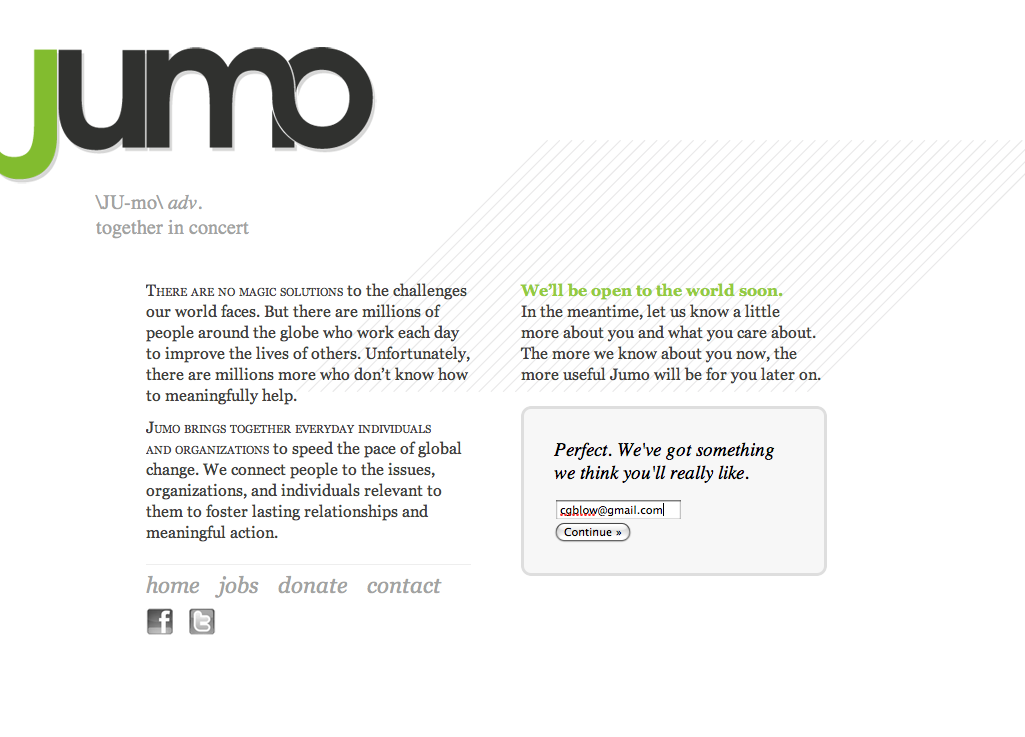 jumo
\JU-mo\ adv.
together in concert
THERE ARE NO MAGIC SOLUTIONS to the challenges
our world faces. But there are millions of
people around the globe who work each day
to improve the lives of others. Unfortunately,
there are millions more who don’t know how
to meaningfully help.
JUMO BRINGS TOGETHER EVERYDAY INDIVIDUALS
AND ORGANIZATIONS to speed the pace of global
change. We connect people to the issues,
organizations, and individuals relevant to
them to foster lasting relationships and
meaningful action.
home jobs donate contact
f t
We’ll be open to the world soon.
In the meantime, let us know a little
more about you and what you care about.
The more we know about you now, the
more useful Jumo will be for you later on.
Perfect. We've got something
we think you'll really like.
cgblow@gmail.com
Continue »